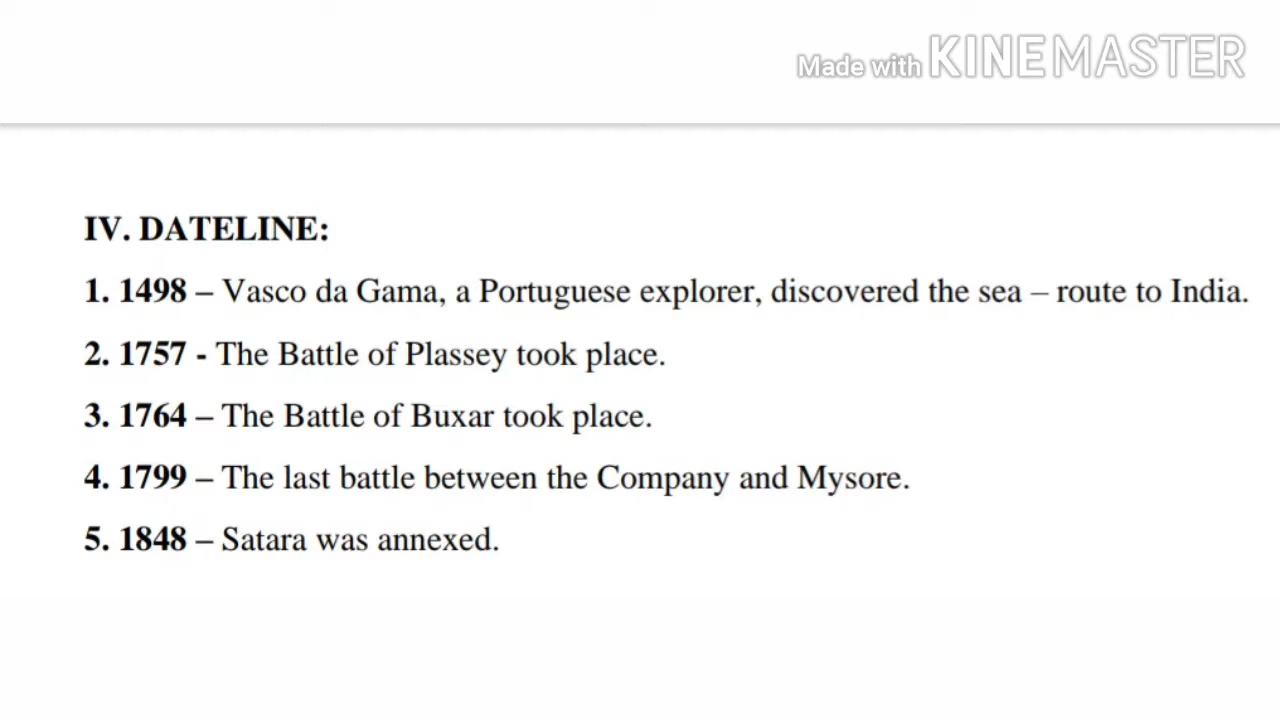 Made with KINEMASTER
IV. DATELINE:
1. 1498 – Vasco da Gama, a Portuguese explorer, discovered the sea – route to India.
2. 1757 - The Battle of Plassey took place.
3. 1764 – The Battle of Buxar took place.
4. 1799 – The last battle between the Company and Mysore.
5. 1848 – Satara was annexed.